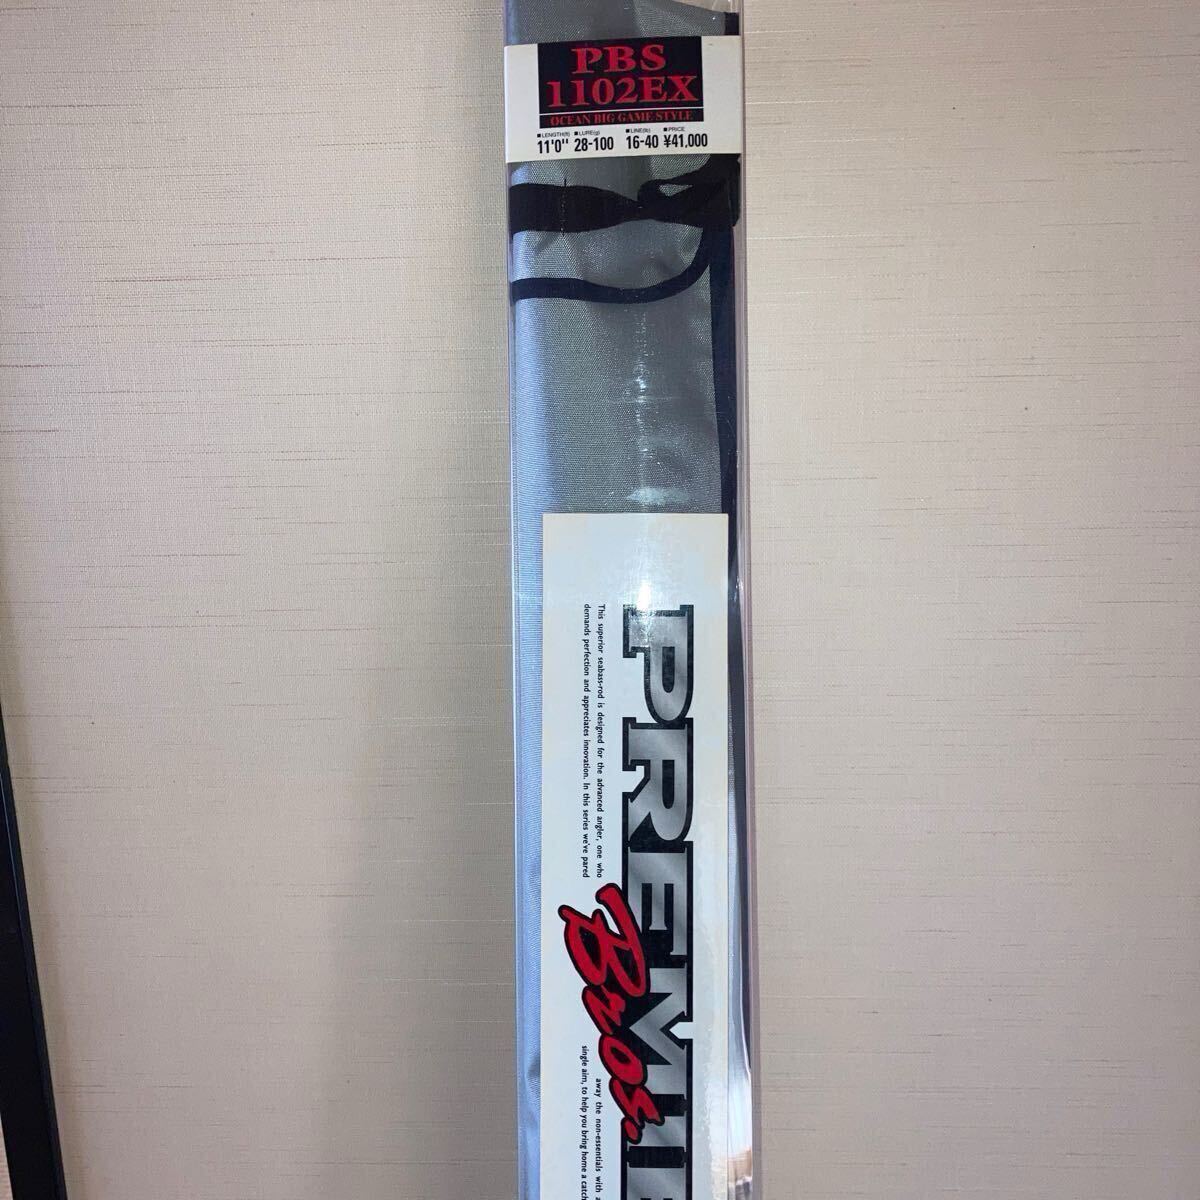 PBS
1102EX
OCEAN BIG GAME STYLE
■LENGTH(ft) ■LURE(g) ■LINE(lb) ■PRICE
11'0'' 28-100 16-40 ¥41,000
PREMIE
Bros.
This superior seabass-rod is designed for the advanced angler, one who
demands perfection and appreciates innovation. In this series we've pared
away the non-essentials with a
single aim, to help you bring home a catch